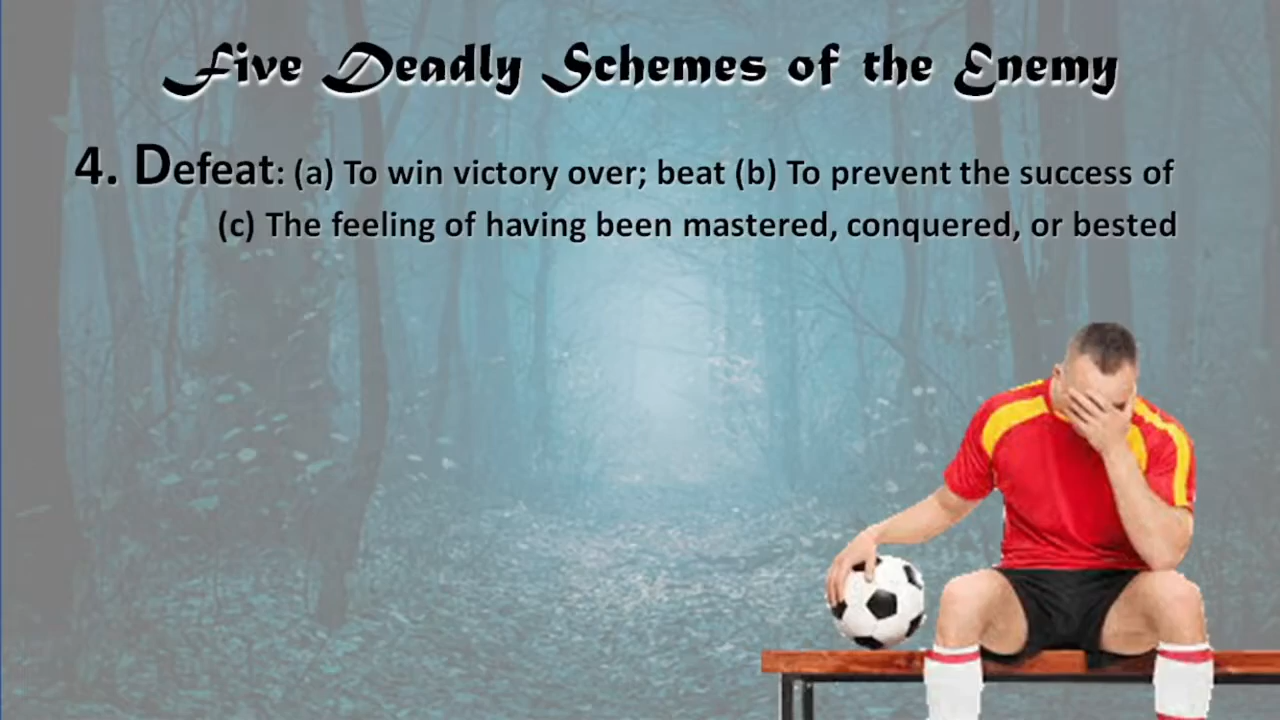 Five Deadly Schemes of the Enemy
4. Defeat: (a) To win victory over; beat (b) To prevent the success of
(c) The feeling of having been mastered, conquered, or bested